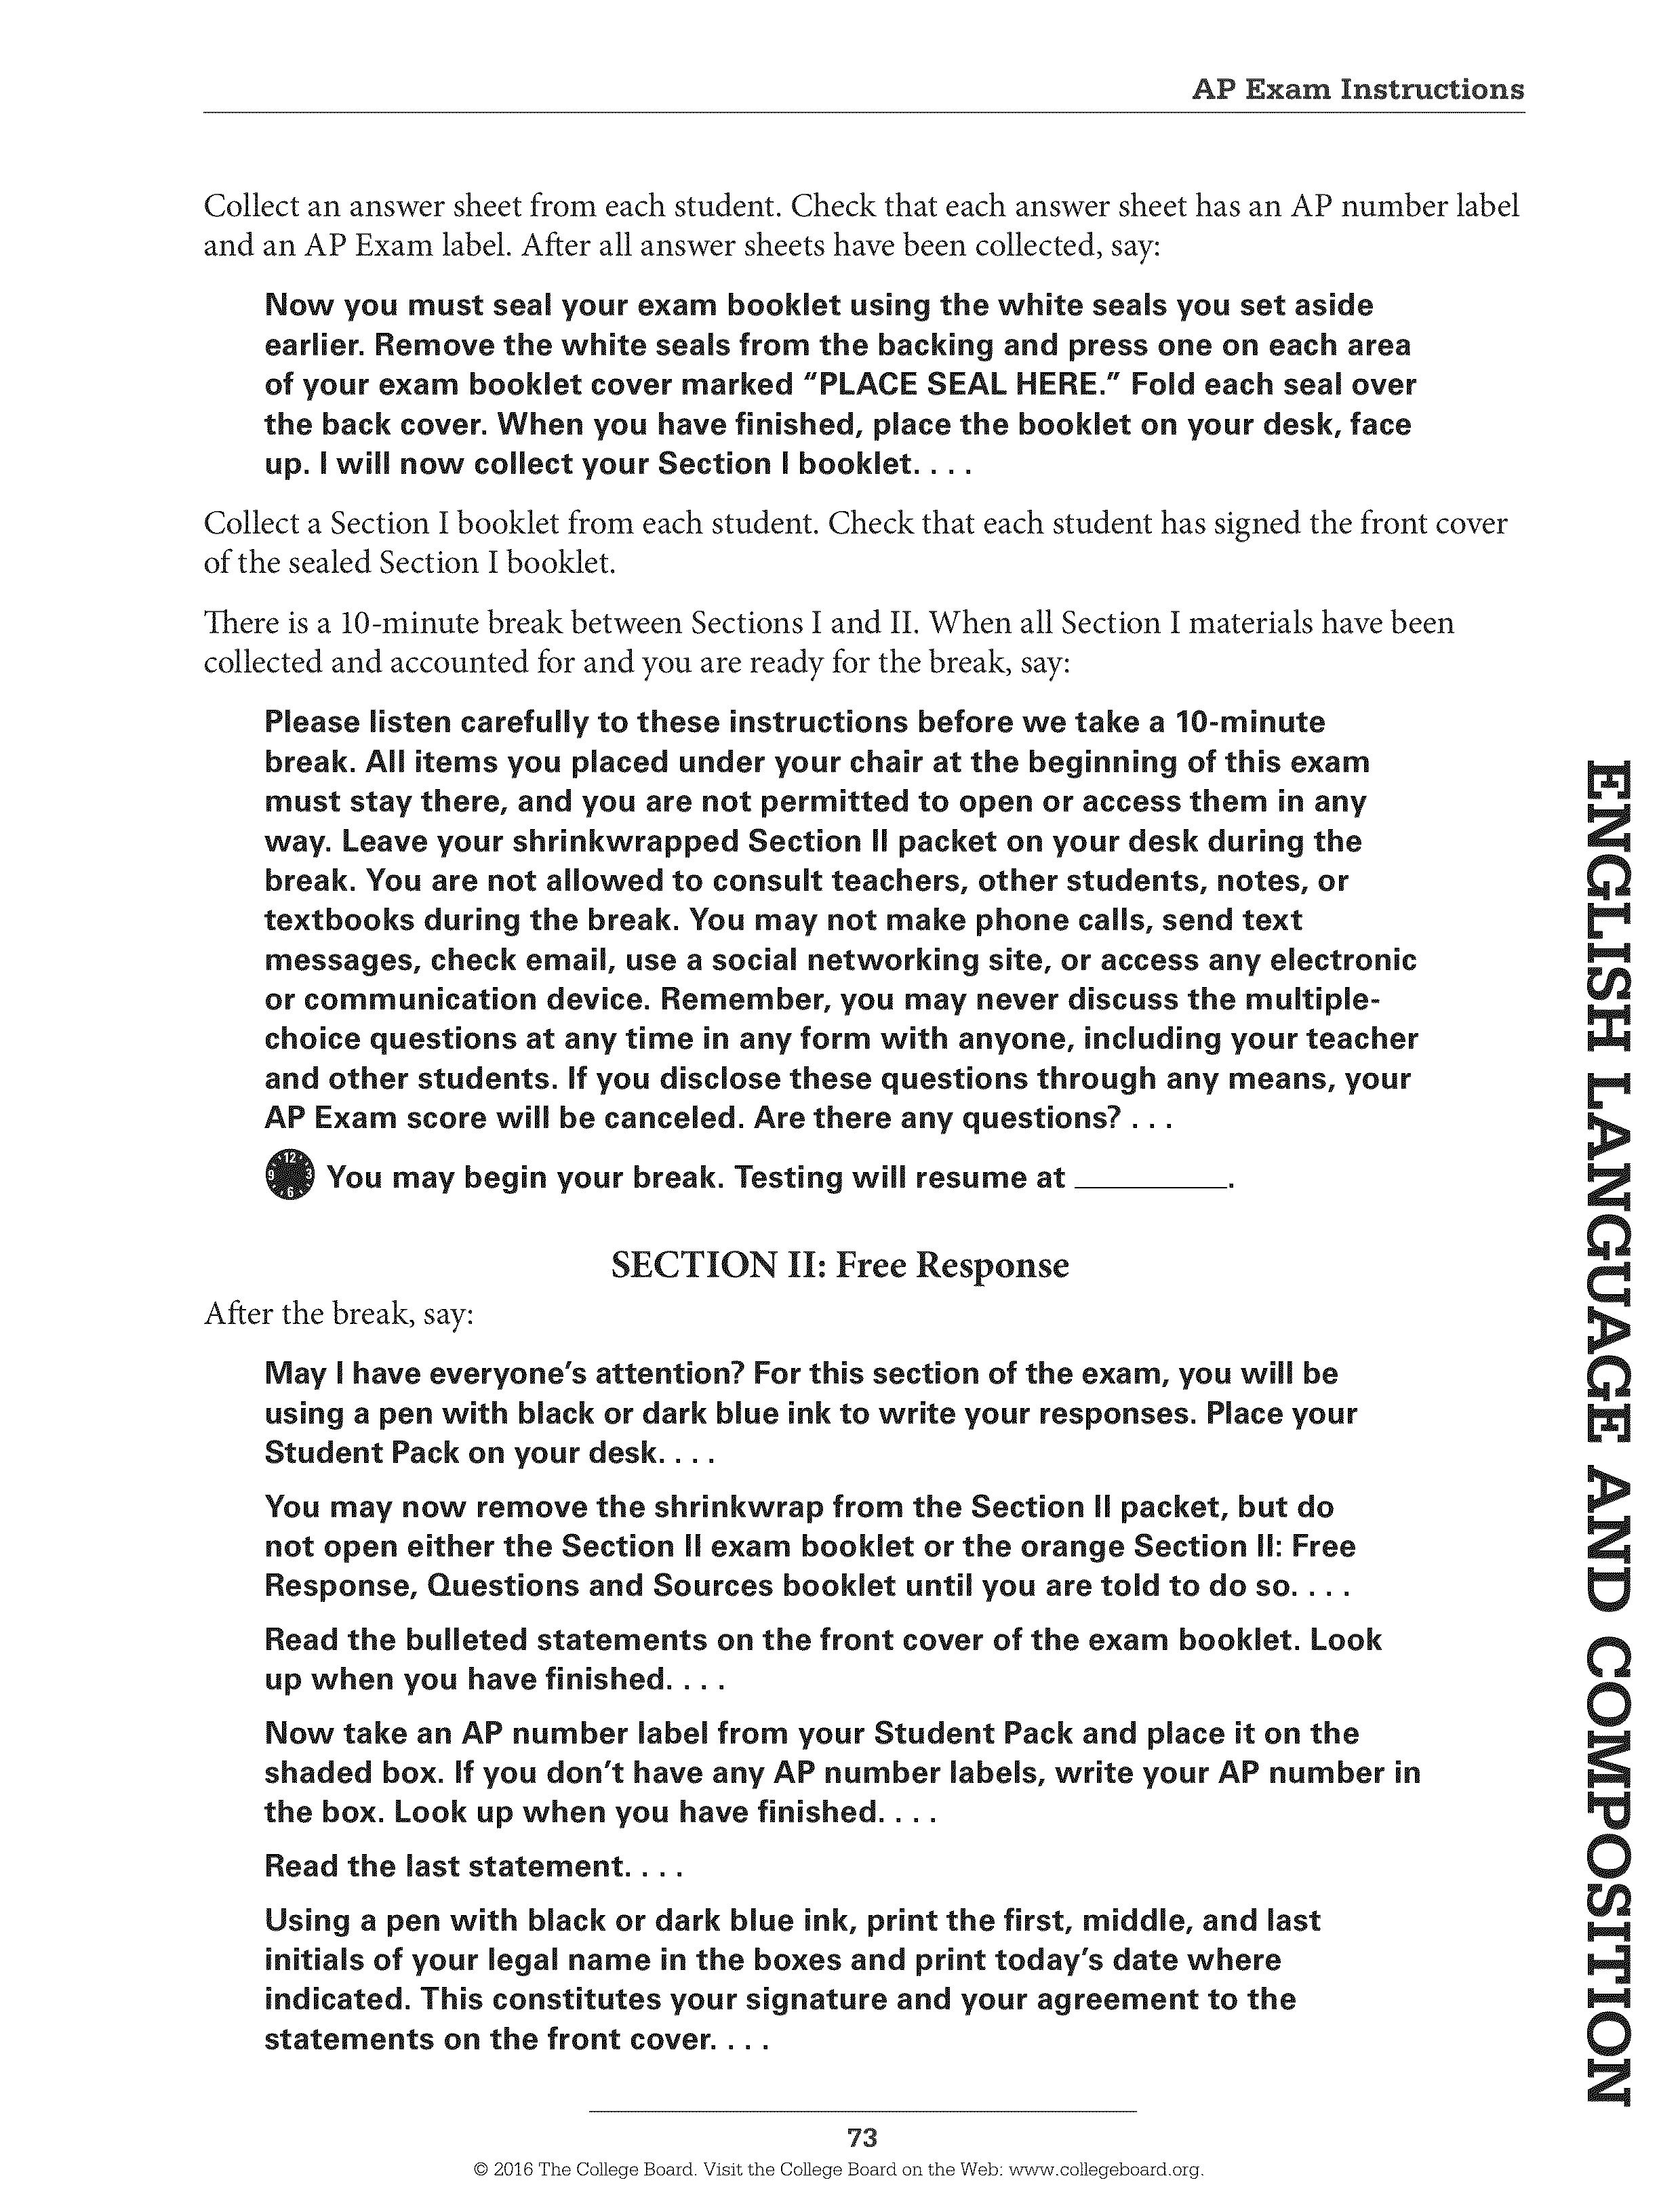 AP Exam Instructions
Collect an answer sheet from each student. Check that each answer sheet has an AP number label
and an AP Exam label. After all answer sheets have been collected, say:
Now you must seal your exam booklet using the white seals you set aside
earlier. Remove the white seals from the backing and press one on each area
of your exam booklet cover marked “PLACE SEAL HERE.” Fold each seal over
the back cover. When you have finished, place the booklet on your desk, face
up. I will now collect your Section I booklet. . . .
Collect a Section I booklet from each student. Check that each student has signed the front cover
of the sealed Section I booklet.
There is a 10-minute break between Sections I and II. When all Section I materials have been
collected and accounted for and you are ready for the break, say:
Please listen carefully to these instructions before we take a 10-minute
break. All items you placed under your chair at the beginning of this exam
must stay there, and you are not permitted to open or access them in any
way. Leave your shrinkwrapped Section II packet on your desk during the
break. You are not allowed to consult teachers, other students, notes, or
textbooks during the break. You may not make phone calls, send text
messages, check email, use a social networking site, or access any electronic
or communication device. Remember, you may never discuss the multiple-
choice questions at any time in any form with anyone, including your teacher
and other students. If you disclose these questions through any means, your
AP Exam score will be canceled. Are there any questions? . . .
12 3 6 9 You may begin your break. Testing will resume at __________.
SECTION II: Free Response
After the break, say:
May I have everyone’s attention? For this section of the exam, you will be
using a pen with black or dark blue ink to write your responses. Place your
Student Pack on your desk. . . .
You may now remove the shrinkwrap from the Section II packet, but do
not open either the Section II exam booklet or the orange Section II: Free
Response, Questions and Sources booklet until you are told to do so. . . .
Read the bulleted statements on the front cover of the exam booklet. Look
up when you have finished. . . .
Now take an AP number label from your Student Pack and place it on the
shaded box. If you don’t have any AP number labels, write your AP number in
the box. Look up when you have finished. . . .
Read the last statement. . . .
Using a pen with black or dark blue ink, print the first, middle, and last
initials of your legal name in the boxes and print today’s date where
indicated. This constitutes your signature and your agreement to the
statements on the front cover. . . .
ENGLISH LANGUAGE AND COMPOSITION
73
© 2016 The College Board. Visit the College Board on the Web: www.collegeboard.org.